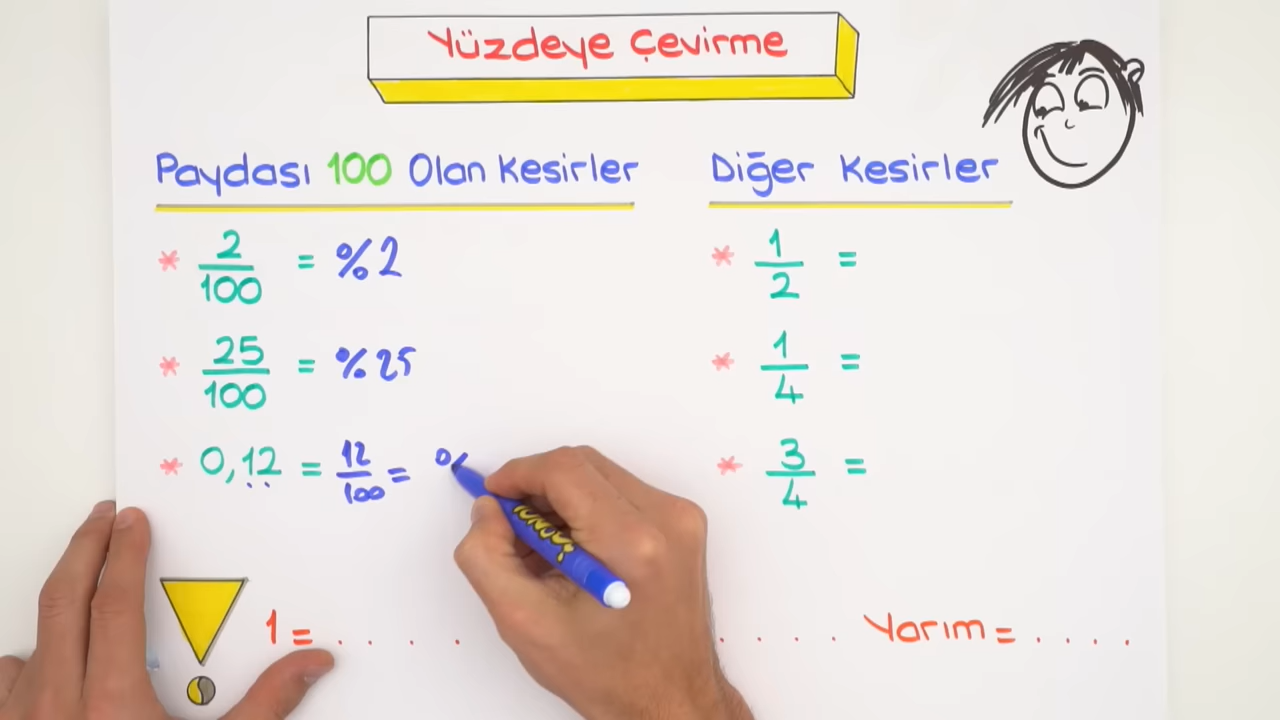 Yüzdeye Çevirme
Paydası 100 Olan Kesirler
* 2/100 = %2
* 25/100 = %25
* 0,12 = 12/100 = %
Diğer Kesirler
* 1/2 =
* 1/4 =
* 3/4 =
1 = . . . .
. . . . Yarım = . . . .